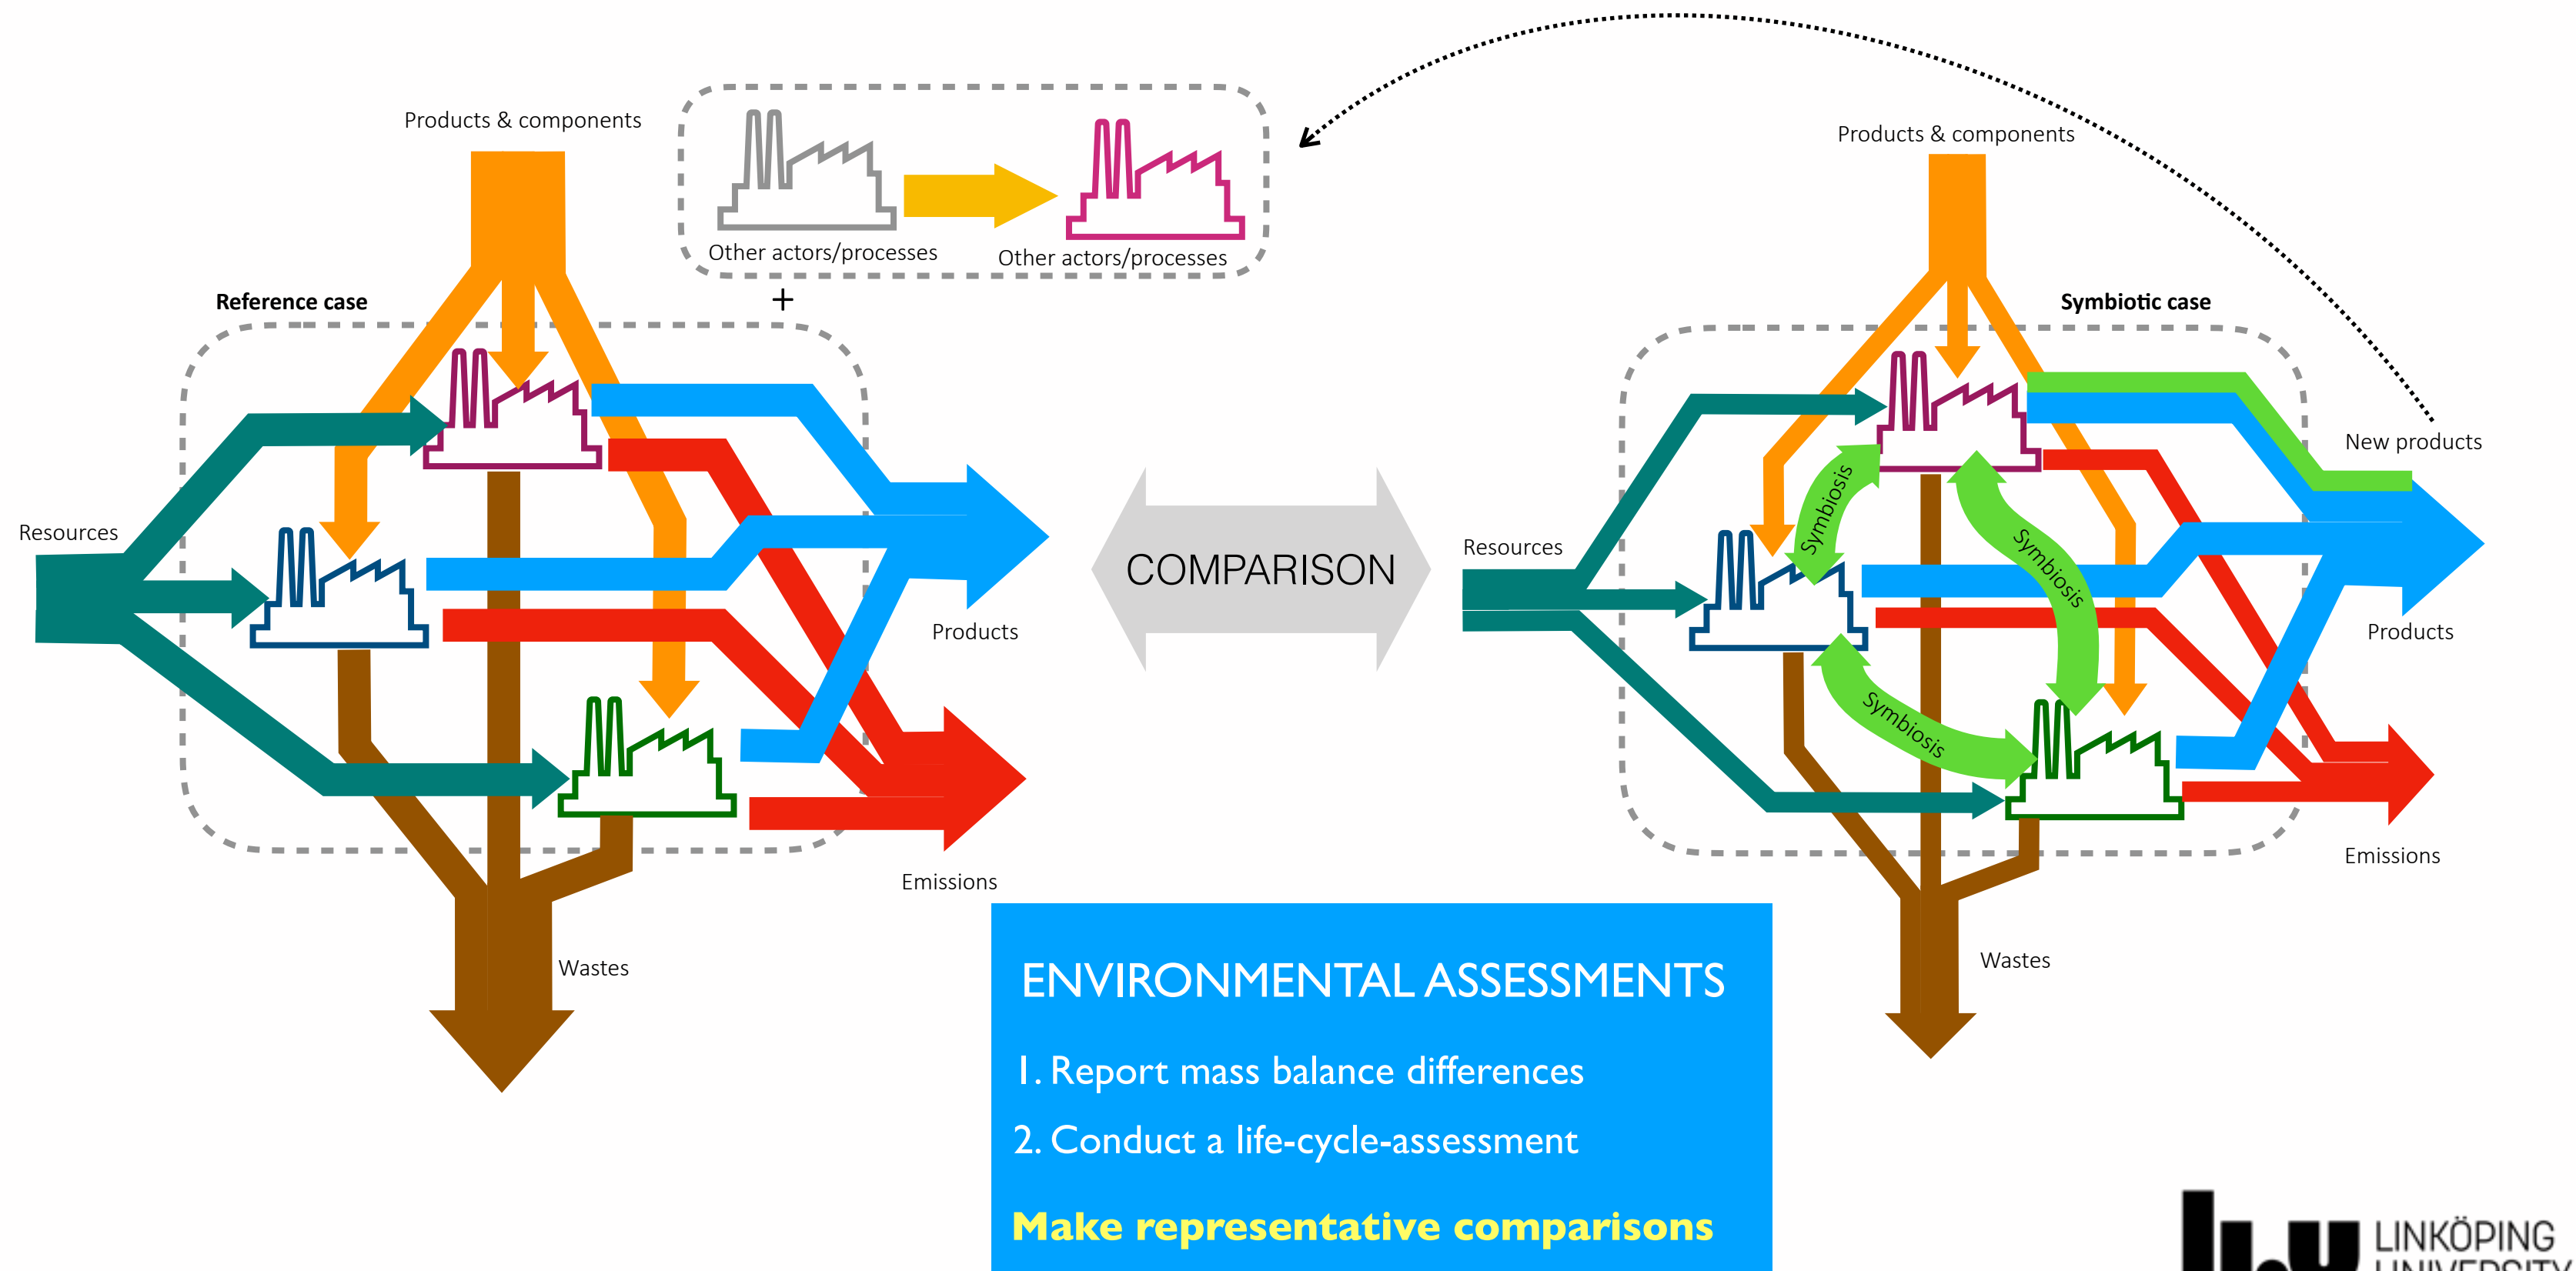 Products & components
Other actors/processes
Other actors/processes
+
Reference case
Resources
Products
Emissions
Wastes
COMPARISON
Products & components
Symbiotic case
New products
Resources
Symbiosis
Symbiosis
Symbiosis
Products
Emissions
Wastes
ENVIRONMENTAL ASSESSMENTS
1. Report mass balance differences
2. Conduct a life-cycle-assessment
Make representative comparisons
LINKÖPING
UNIVERSITY